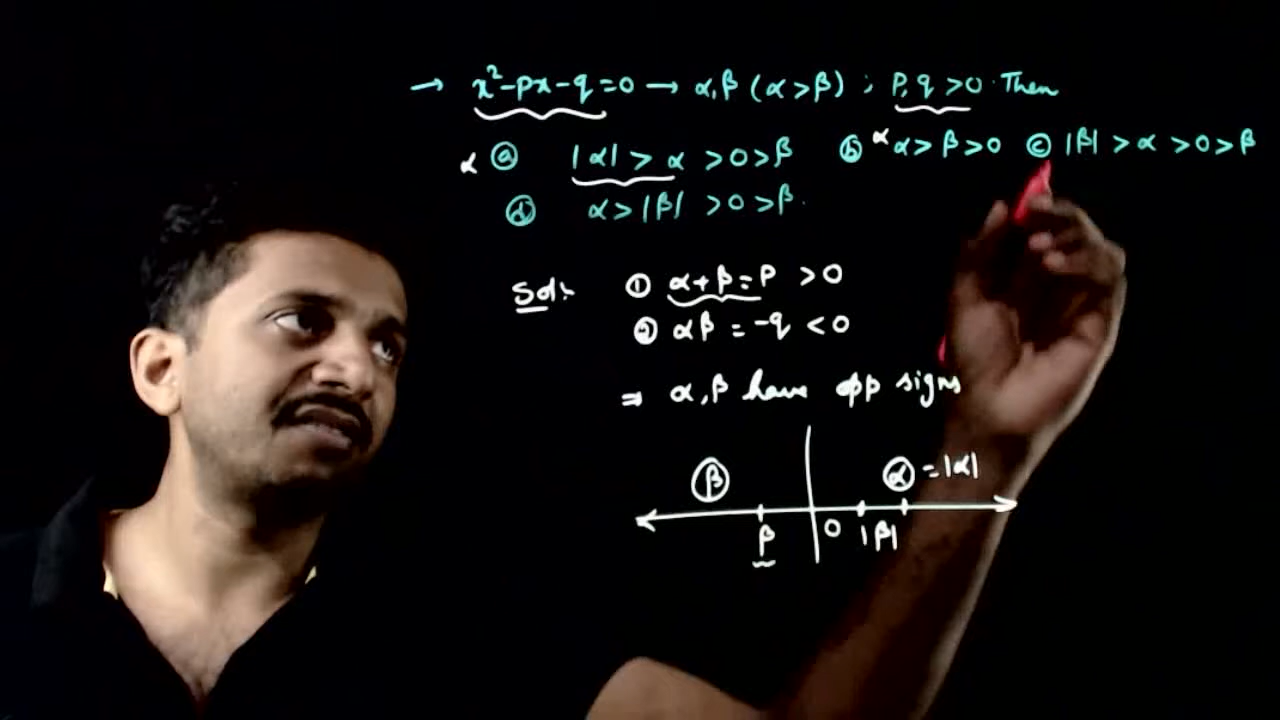 → x²-px-q=0 → α,β (α>β) ; P,q >0. Then
α ⓐ |α| > α >0>β ⓑ α α>β>0 ⓒ |β| > α >0>β
ⓓ α>|β| >0>β.
Sol:
① α+β=P >0
② αβ = -q <0
⇒ α,β have opp signs
β α =|α|
β 0 |β|